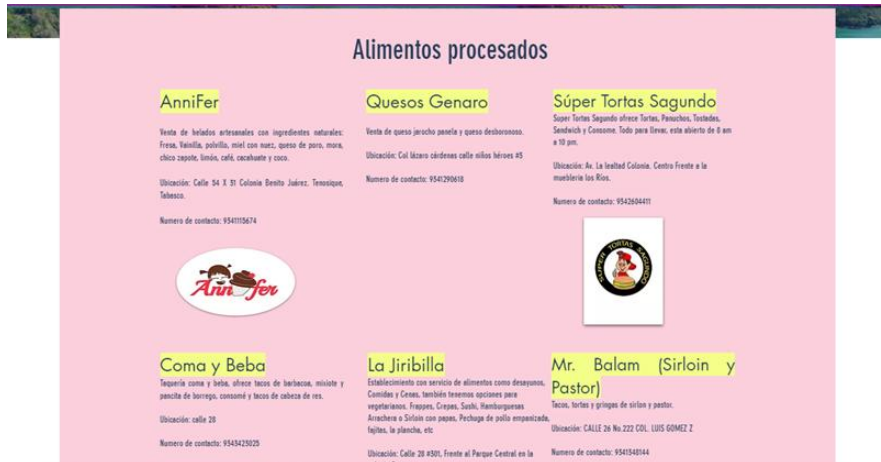 Alimentos procesados
AnniFer
Venta de helados artesanales con ingredientes naturales:
Fresa, Vainilla, polvillo, miel con nuez, queso de poro, mora,
chico zapote, limón, café, cacahuate y coco.
Ubicación: Calle 54 X 31 Colonia Benito Juárez. Tenosique,
Tabasco.
Numero de contacto: 9341115674
AnniFer
Quesos Genaro
Venta de queso jarocho panela y queso desboronoso.
Ubicación: Col lázaro cárdenas calle niños héroes #5
Numero de contacto: 9341290618
Súper Tortas Sagundo
Super Tortas Sagundo ofrece Tortas, Panuchos, Tostadas,
Sandwich y Consome. Todo para llevar, esta abierto de 8 am
a 10 pm.
Ubicación: Av. La lealtad Colonia. Centro Frente a la
muebleria los Ríos.
Numero de contacto: 9342604411
SUPER TORTAS SAGUNDO
Coma y Beba
Taquería coma y beba, ofrece tacos de barbacoa, mixiote y
pancita de borrego, consomé y tacos de cabeza de res.
Ubicación: calle 28
Numero de contacto: 9343423025
La Jiribilla
Establecimiento con servicio de alimentos como desayunos,
Comidas y Cenas, también tenemos opciones para
vegetarianos. Frappes, Crepas, Sushi, Hamburguesas
Arrachera o Sirloin con papas, Pechuga de pollo empanizada,
fajitas, la plancha, etc
Ubicación: Calle 28 #301, Frente al Parque Central en la
Mr. Balam (Sirloin y
Pastor)
Tacos, tortas y gringas de sirlon y pastor.
Ubicación: CALLE 26 No.222 COL. LUIS GOMEZ Z
Numero de contacto: 9341548144